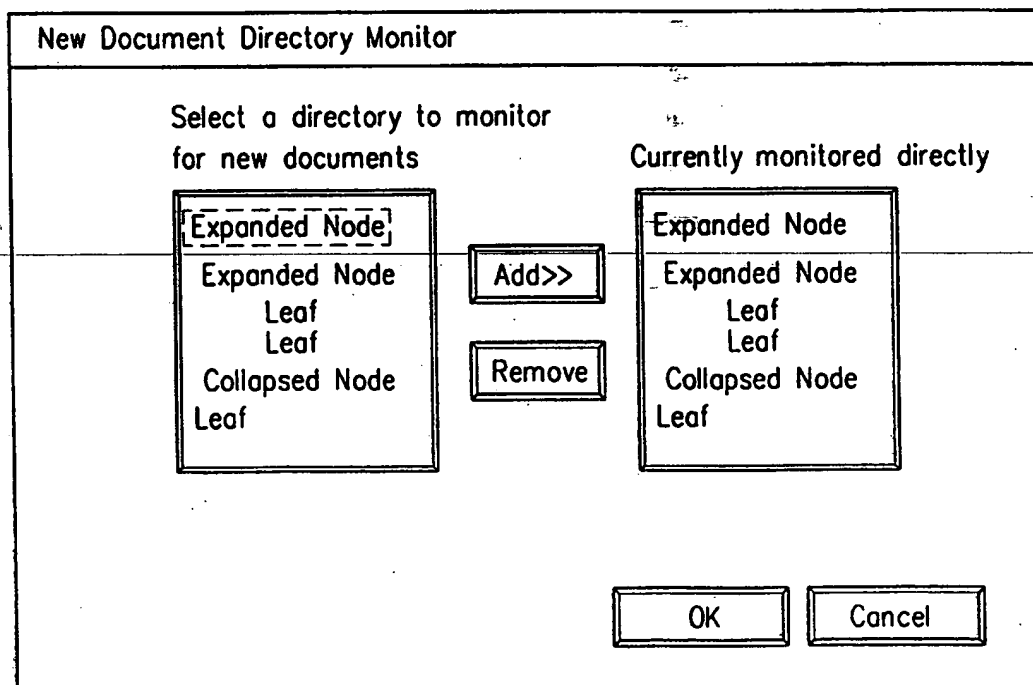 New Document Directory Monitor
Select a directory to monitor
for new documents
Currently monitored directly
Expanded Node
Expanded Node
Leaf
Leaf
Collapsed Node
Leaf
Add>>
Remove
Expanded Node
Expanded Node
Leaf
Leaf
Collapsed Node
Leaf
OK
Cancel